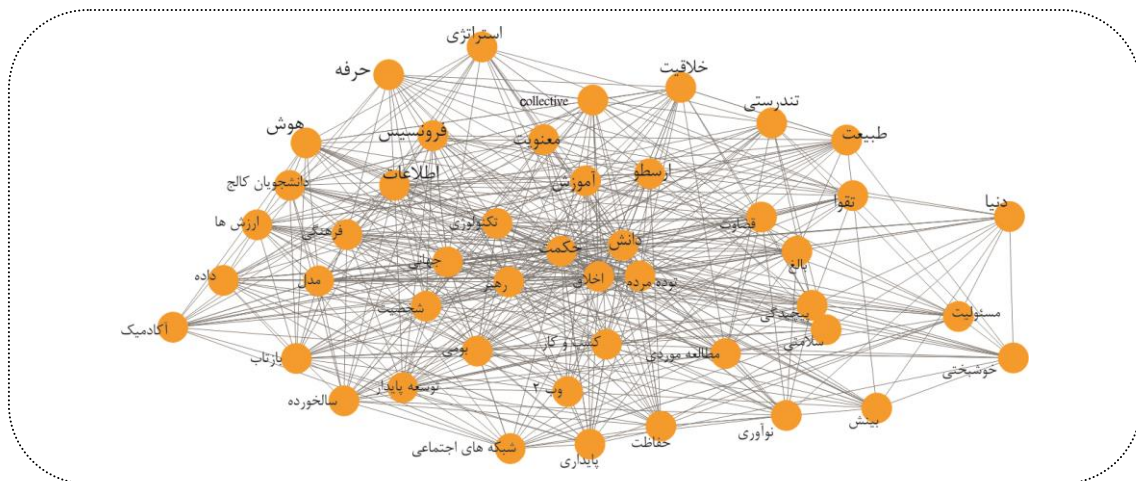 استراتژی
حرفه
خلاقیت
collective
تندرستی
هوش
فرونسیس
معنویت
طبیعت
دانشجویان کالج
اطلاعات
آموزش
ارسطو
تقوا
دنیا
ارزش ها
فرهنگی
تکنولوژی
قضاوت
حکمت
دانش
بالغ
داده
مدل
جهانی
رهبر
اخلاق
توده مردم
شخصیت
پیچیدگی
مسئولیت
آکادمیک
سلامتی
بازتاب
بومی
کسب و کار
مطالعه موردی
خوشبختی
سالخورده
توسعه پایدار
وب ۲
نوآوری
بینش
شبکه های اجتماعی
پایداری
حفاظت